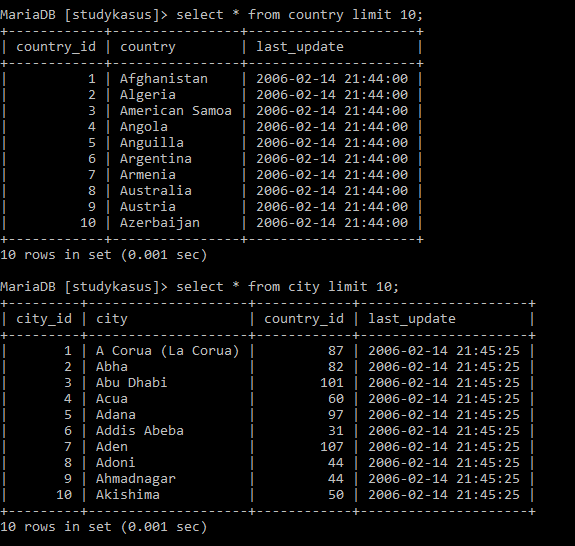 MariaDB [studykasus]> select * from country limit 10;
+------------+----------------+---------------------+
| country_id | country        | last_update         |
+------------+----------------+---------------------+
|          1 | Afghanistan    | 2006-02-14 21:44:00 |
|          2 | Algeria        | 2006-02-14 21:44:00 |
|          3 | American Samoa | 2006-02-14 21:44:00 |
|          4 | Angola         | 2006-02-14 21:44:00 |
|          5 | Anguilla       | 2006-02-14 21:44:00 |
|          6 | Argentina      | 2006-02-14 21:44:00 |
|          7 | Armenia        | 2006-02-14 21:44:00 |
|          8 | Australia      | 2006-02-14 21:44:00 |
|          9 | Austria        | 2006-02-14 21:44:00 |
|         10 | Azerbaijan     | 2006-02-14 21:44:00 |
+------------+----------------+---------------------+
10 rows in set (0.001 sec)

MariaDB [studykasus]> select * from city limit 10;
+---------+--------------------+------------+---------------------+
| city_id | city               | country_id | last_update         |
+---------+--------------------+------------+---------------------+
|       1 | A Corua (La Corua) |         87 | 2006-02-14 21:45:25 |
|       2 | Abha               |         82 | 2006-02-14 21:45:25 |
|       3 | Abu Dhabi          |        101 | 2006-02-14 21:45:25 |
|       4 | Acua               |         60 | 2006-02-14 21:45:25 |
|       5 | Adana              |         97 | 2006-02-14 21:45:25 |
|       6 | Addis Abeba        |         31 | 2006-02-14 21:45:25 |
|       7 | Aden               |        107 | 2006-02-14 21:45:25 |
|       8 | Adoni              |         44 | 2006-02-14 21:45:25 |
|       9 | Ahmadnagar         |         44 | 2006-02-14 21:45:25 |
|      10 | Akishima           |         50 | 2006-02-14 21:45:25 |
+---------+--------------------+------------+---------------------+
10 rows in set (0.001 sec)